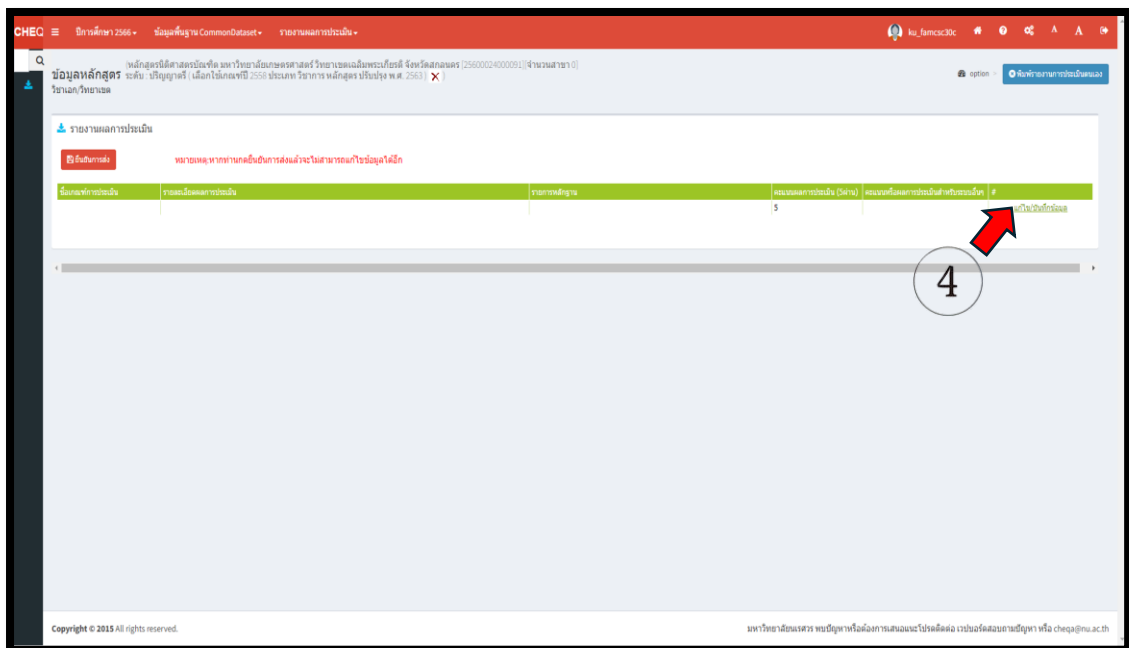 CHEQ ปีการศึกษา 2566 ข้อมูลพื้นฐาน CommonDataset รายงานผลการประเมิน ku_famcsc30c A A
[หลักสูตรนิติศาสตรบัณฑิต มหาวิทยาลัยเกษตรศาสตร์ วิทยาเขตเฉลิมพระเกียรติ จังหวัดสกลนคร [25600024000091]][จำนวนสาขา 0]
ข้อมูลหลักสูตร ระดับ : ปริญญาตรี ( เลือกใช้เกณฑ์ปี 2558 ประเภท วิชาการ หลักสูตร ปรับปรุง พ.ศ. 2563 ) X
วิชาเอก/วิทยาเขต
option พิมพ์รายงานการประเมินตนเอง
รายงานผลการประเมิน
ยืนยันการส่ง หมายเหตุ:หากท่านกดยืนยันการส่งแล้วจะไม่สามารถแก้ไขข้อมูลได้อีก
ชื่อเกณฑ์การประเมิน รายละเอียดผลการประเมิน รายการหลักฐาน คะแนนผลการประเมิน (5ผ่าน) คะแนนหรือผลการประเมินสำหรับระบบอื่นๆ #
5 แก้ไข/บันทึกข้อมูล
4
Copyright © 2015 All rights reserved. มหาวิทยาลัยนเรศวร พบปัญหาหรือต้องการเสนอแนะโปรดติดต่อ เวปบอร์ดสอบถามปัญหา หรือ cheqa@nu.ac.th